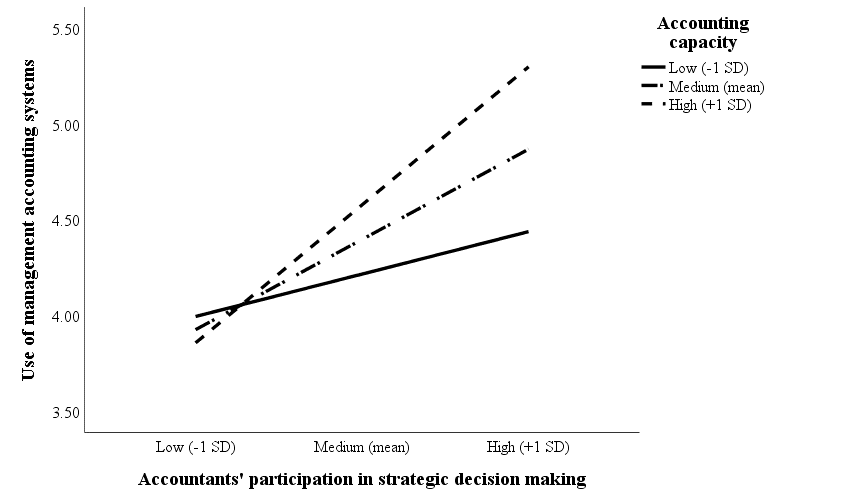 5.50
5.00
4.50
4.00
3.50
Use of management accounting systems
Low (-1 SD)
Medium (mean)
High (+1 SD)
Accountants' participation in strategic decision making
Accounting
capacity
Low (-1 SD)
Medium (mean)
High (+1 SD)